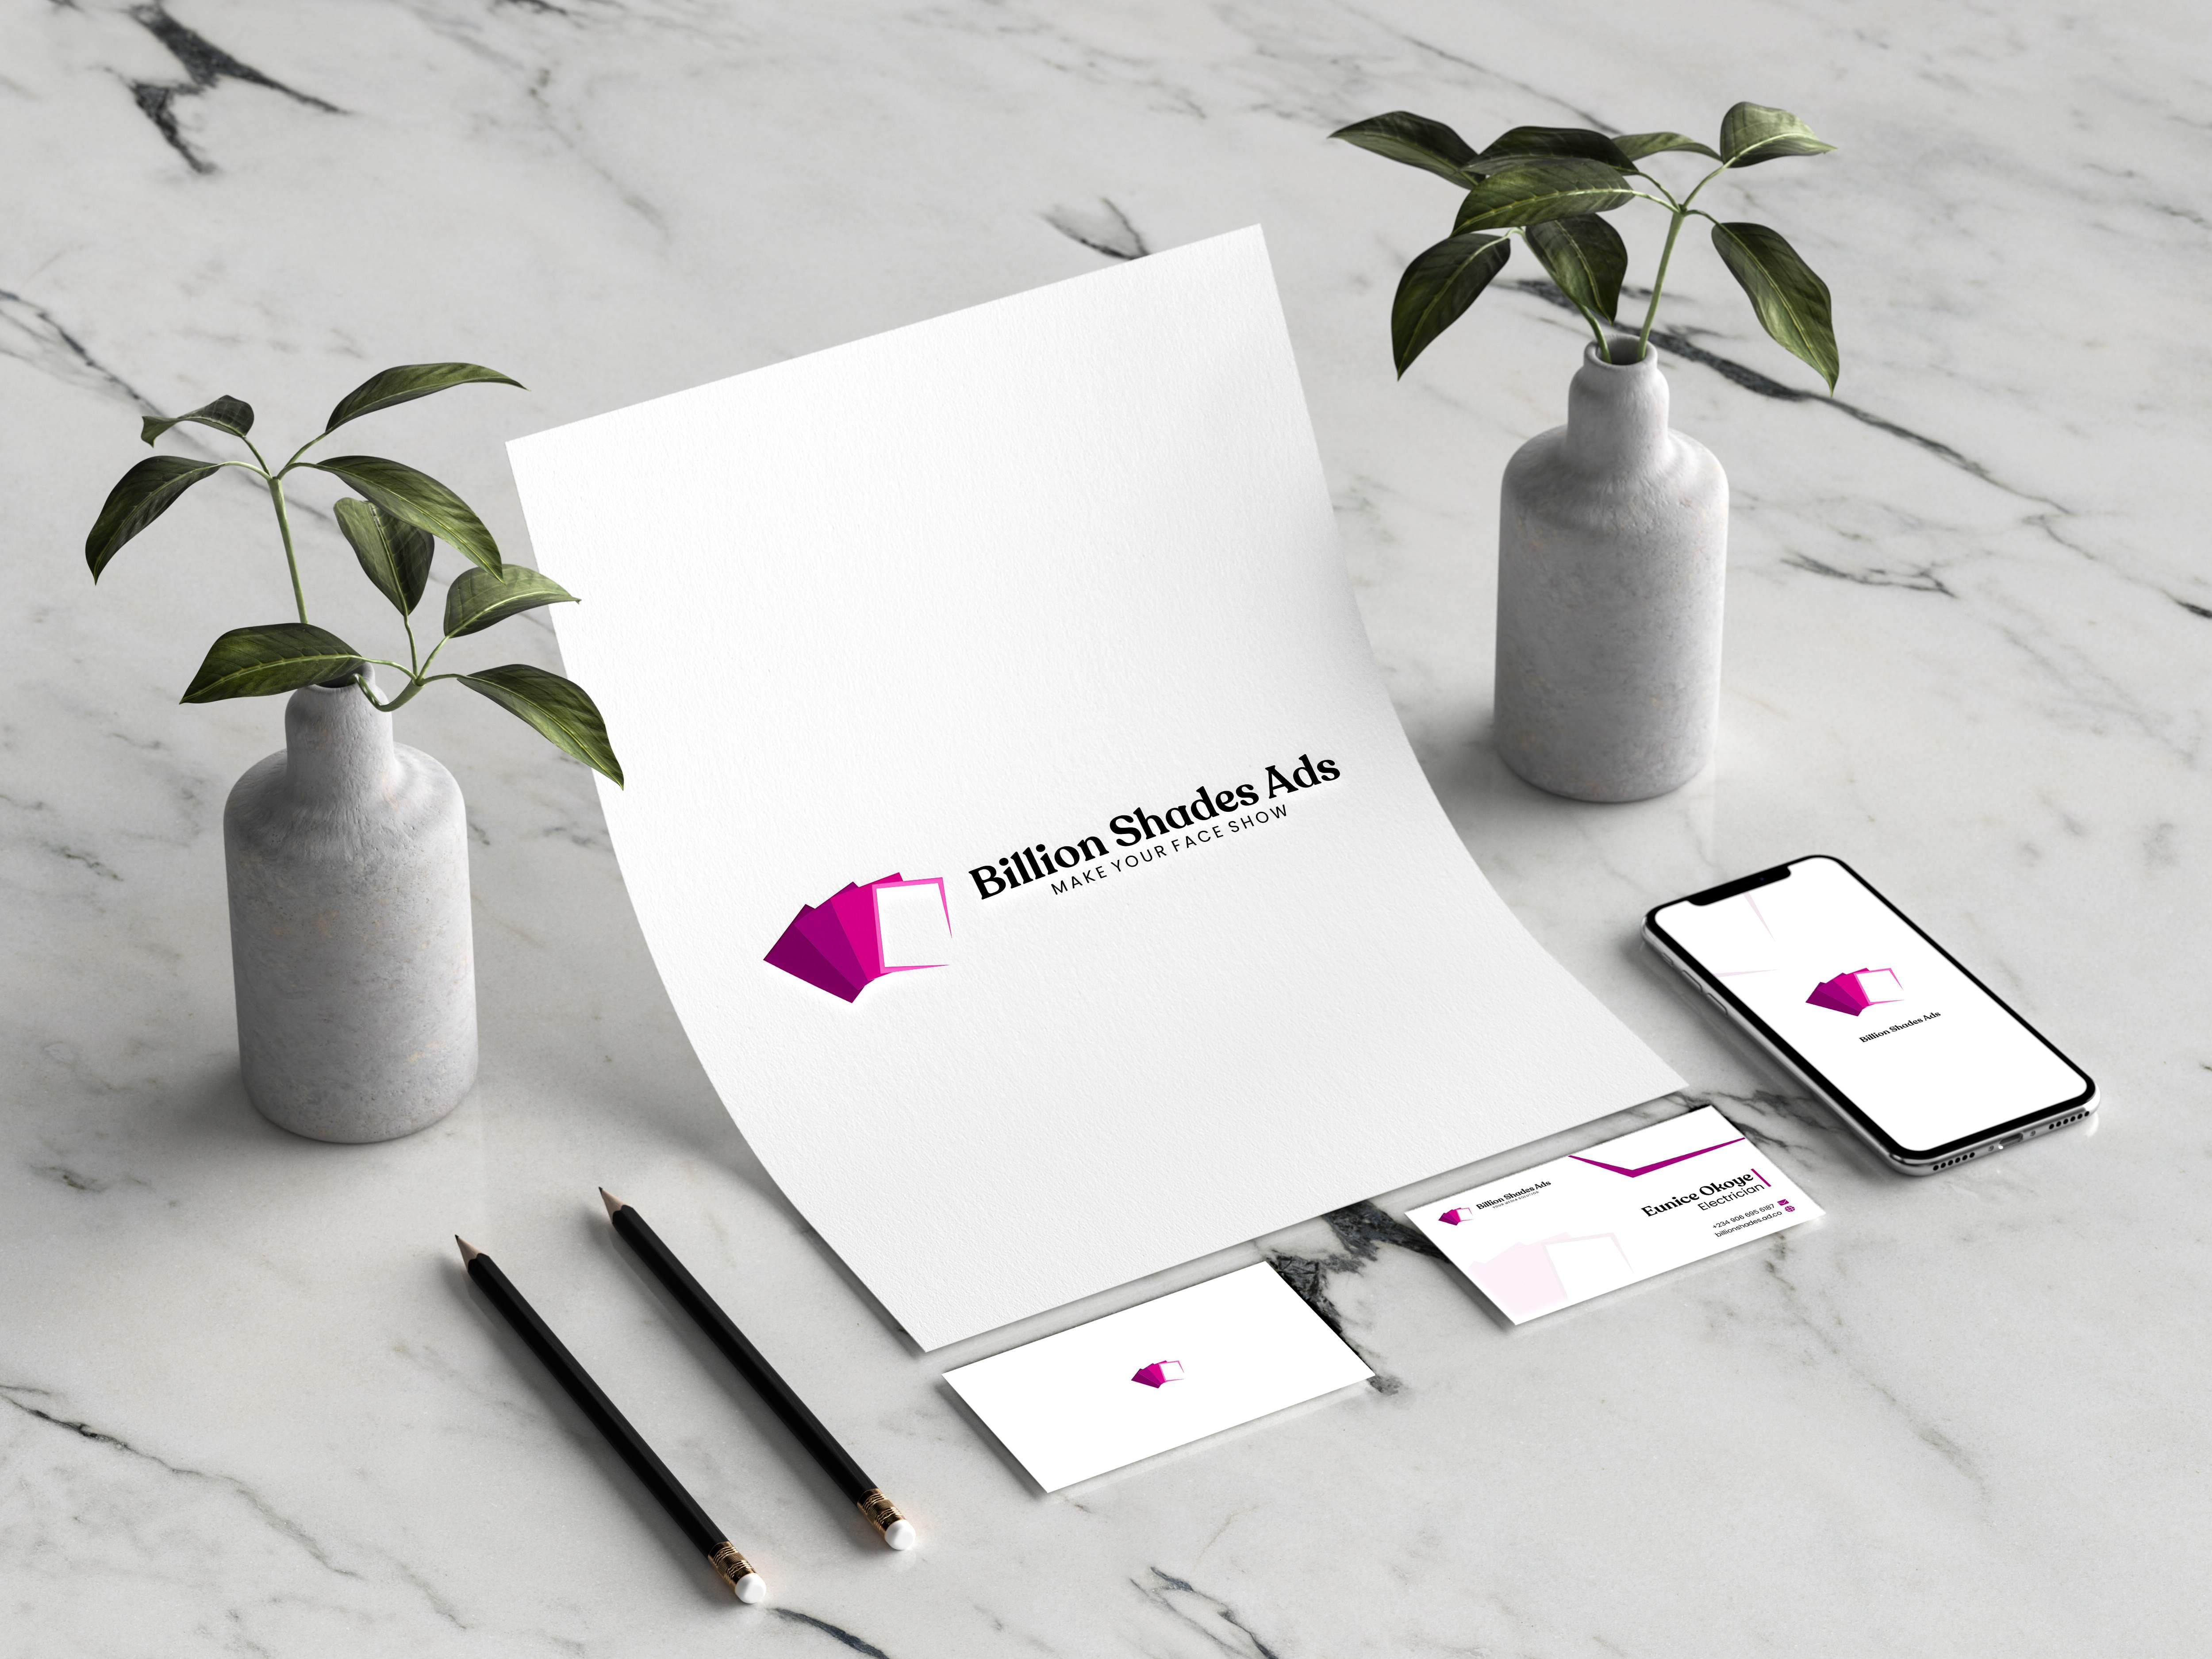 Billion Shades Ads
MAKE YOUR FACE SHOW
Billion Shades Ads
Billion Shades Ads
Eunice Okoye
Electrician
+234 906 695 6187
billionshades.ad.co